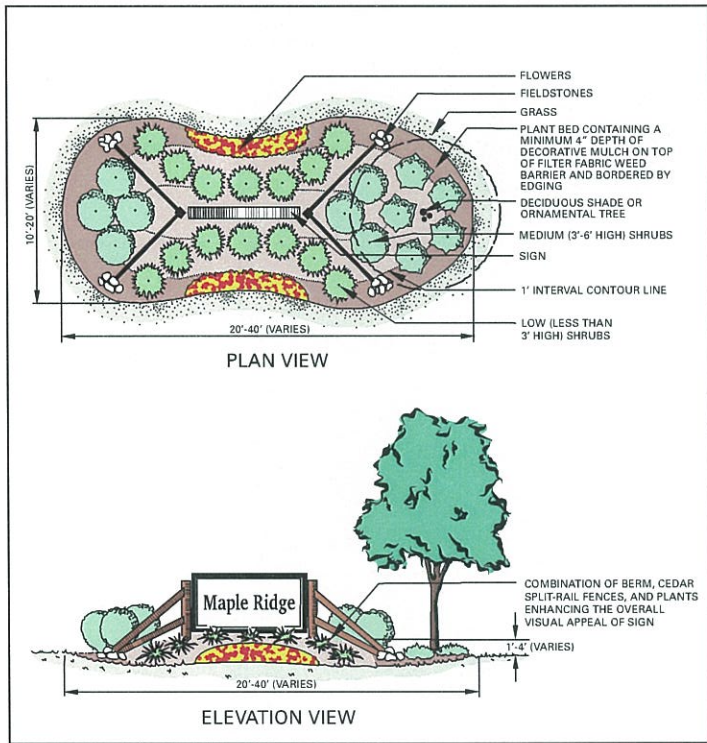 FLOWERS
FIELDSTONES
GRASS
PLANT BED CONTAINING A
MINIMUM 4" DEPTH OF
DECORATIVE MULCH ON TOP
OF FILTER FABRIC WEED
BARRIER AND BORDERED BY
EDGING
DECIDUOUS SHADE OR
ORNAMENTAL TREE
MEDIUM (3'-6' HIGH) SHRUBS
SIGN
1' INTERVAL CONTOUR LINE
LOW (LESS THAN
3' HIGH) SHRUBS
10'-20' (VARIES)
20'-40' (VARIES)
PLAN VIEW
Maple Ridge
COMBINATION OF BERM, CEDAR
SPLIT-RAIL FENCES, AND PLANTS
ENHANCING THE OVERALL
VISUAL APPEAL OF SIGN
1'-4' (VARIES)
20'-40' (VARIES)
ELEVATION VIEW